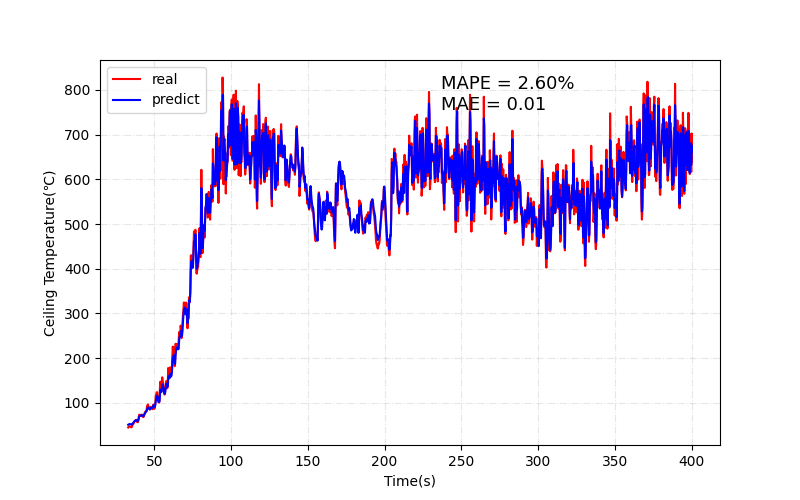 real
predict
MAPE = 2.60%
MAE = 0.01
Ceiling Temperature(℃)
800
700
600
500
400
300
200
100
50
100
150
200
250
300
350
400
Time(s)